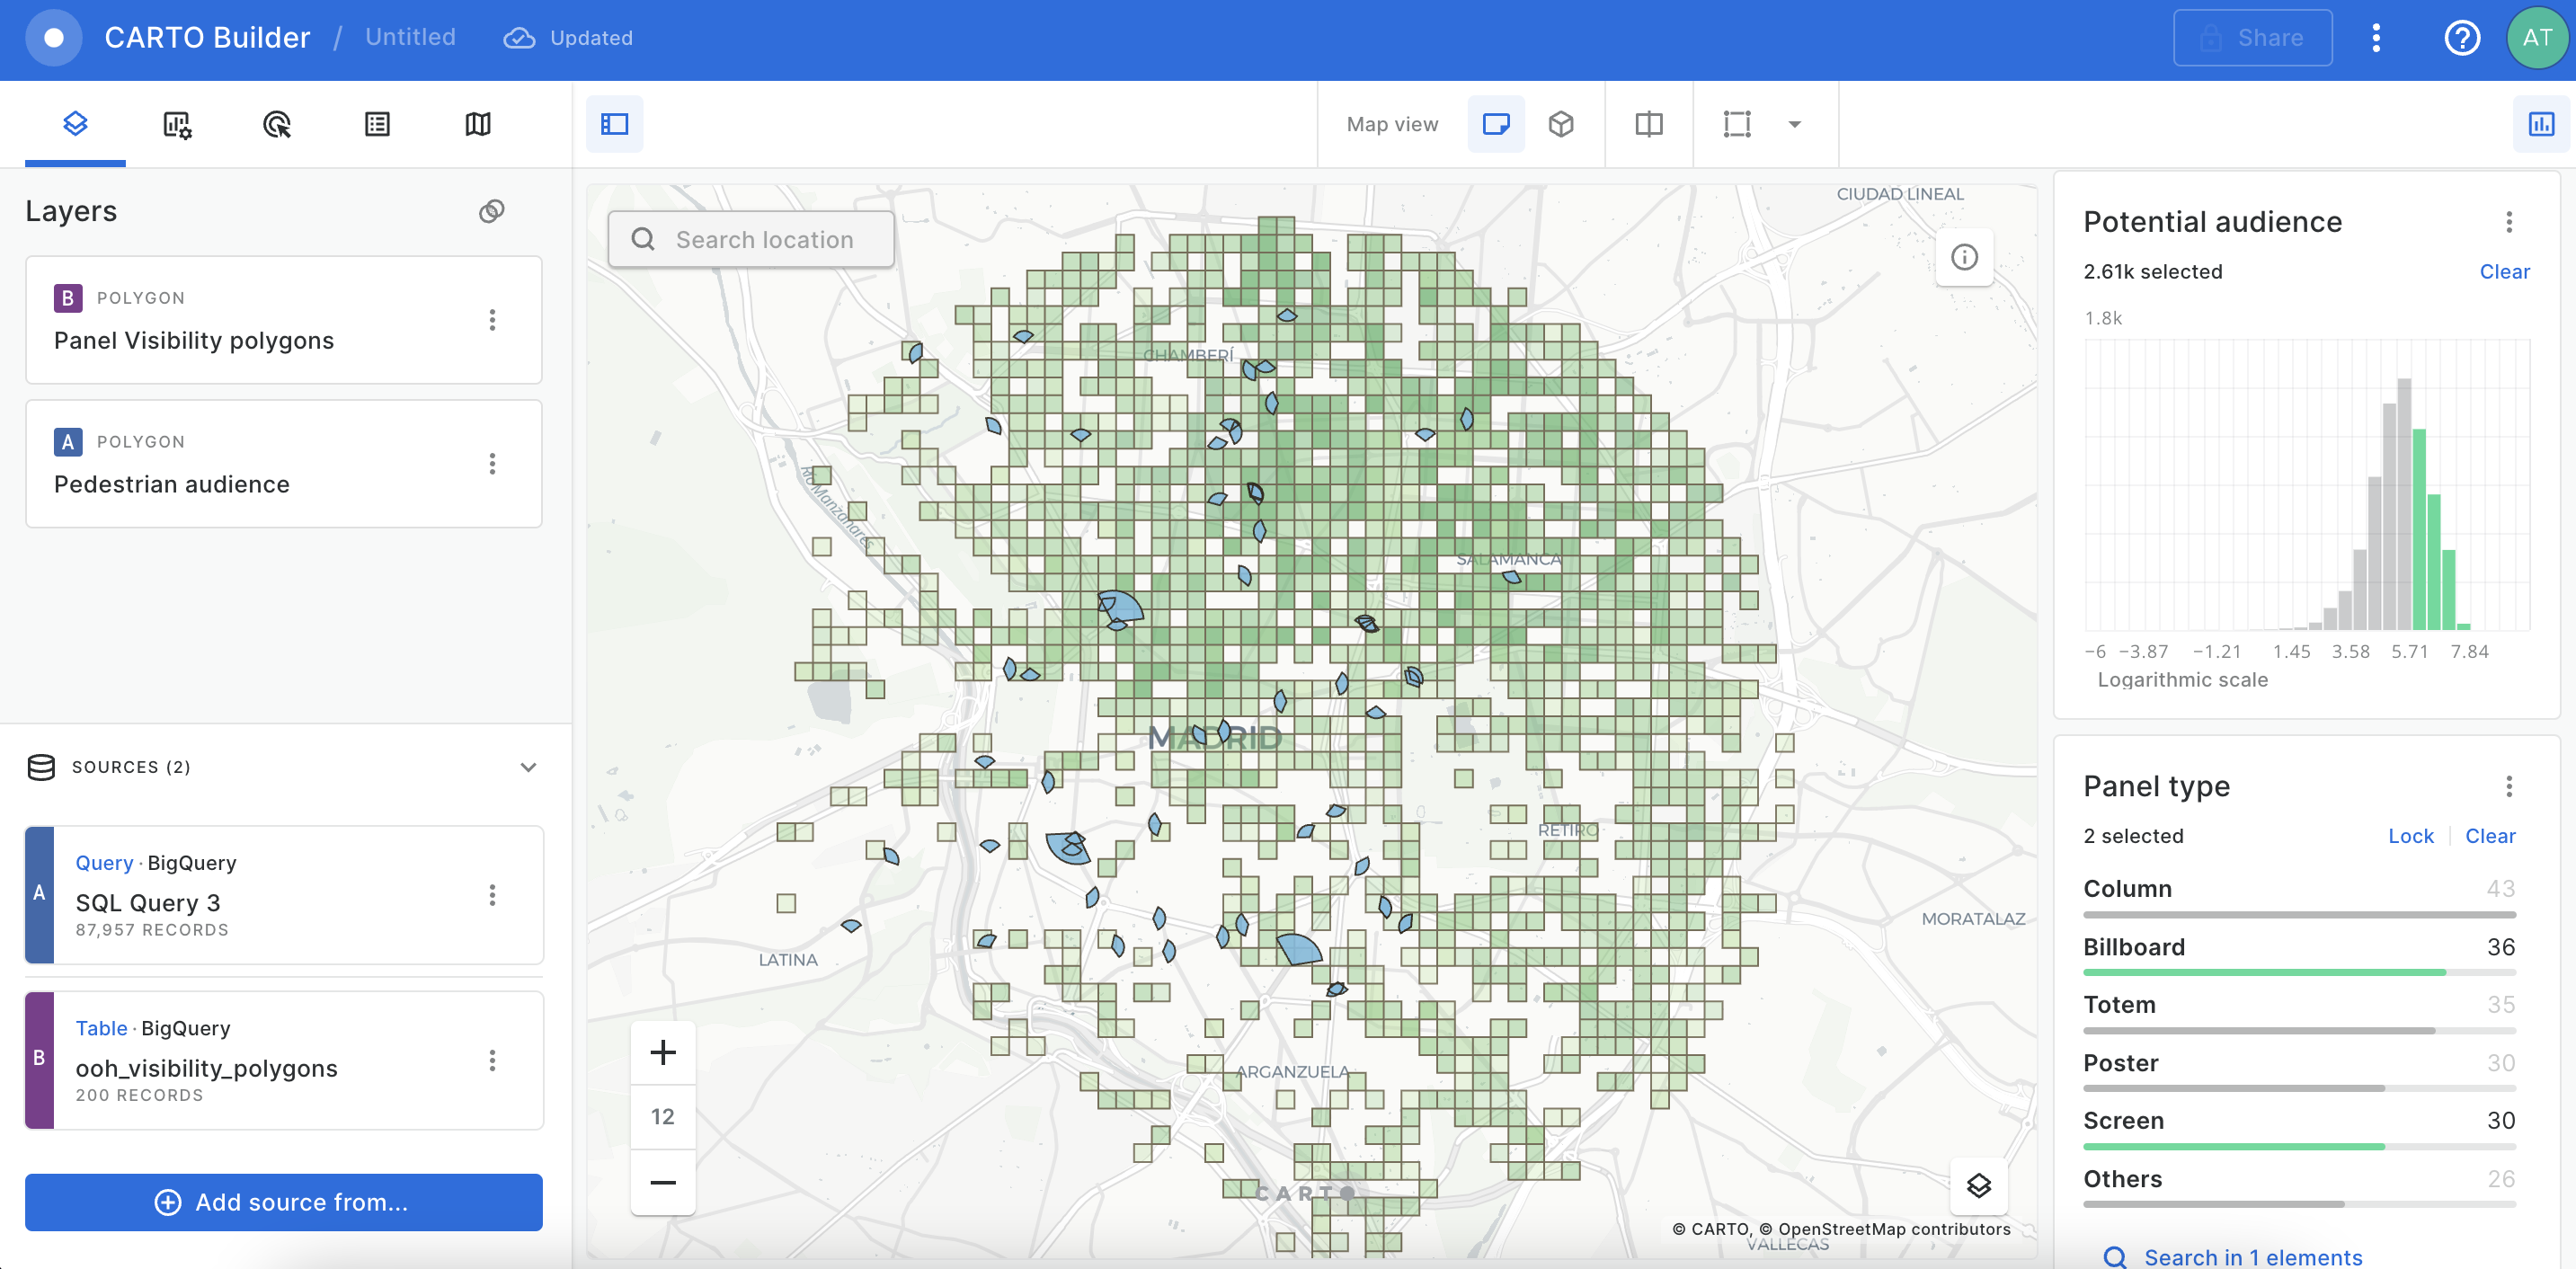 CARTO Builder / Untitled Updated
Share
?
AT
Map view
Layers
B POLYGON
Panel Visibility polygons
A POLYGON
Pedestrian audience
SOURCES (2)
A
Query · BigQuery
SQL Query 3
87,957 RECORDS
B
Table · BigQuery
ooh_visibility_polygons
200 RECORDS
Add source from...
Search location
CIUDAD LINEAL
CHAMBERÍ
Río Manzanares
SALAMANCA
MADRID
RETIRO
MORATALAZ
LATINA
ARGANZUELA
VALLECAS
+
12
−
CARTO
© CARTO, © OpenStreetMap contributors
Potential audience
2.61k selected Clear
1.8k
−6 −3.87 −1.21 1.45 3.58 5.71 7.84
Logarithmic scale
Panel type
2 selected Lock Clear
Column 43
Billboard 36
Totem 35
Poster 30
Screen 30
Others 26
Search in 1 elements